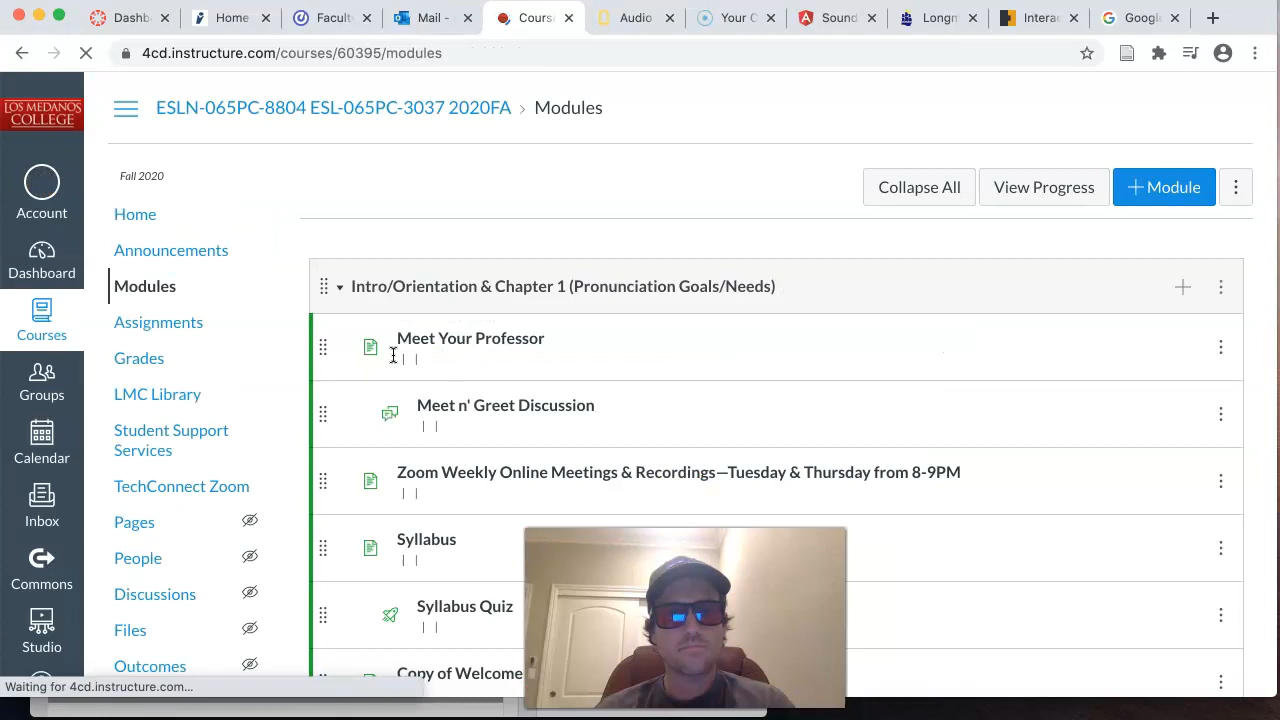 Dashb
Home
Facult
Mail -
Course
Audio
Your C
Sound
Longm
Intera
Google
4cd.instructure.com/courses/60395/modules
LOS MEDANOS
COLLEGE
ESLN-065PC-8804 ESL-065PC-3037 2020FA > Modules
Fall 2020
Collapse All
View Progress
+ Module
Account
Dashboard
Courses
Groups
Calendar
Inbox
Commons
Studio
Home
Announcements
Modules
Assignments
Grades
LMC Library
Student Support
Services
TechConnect Zoom
Pages
People
Discussions
Files
Outcomes
Intro/Orientation & Chapter 1 (Pronunciation Goals/Needs)
Meet Your Professor
| |
Meet n' Greet Discussion
| |
Zoom Weekly Online Meetings & Recordings—Tuesday & Thursday from 8-9PM
| |
Syllabus
| |
Syllabus Quiz
| |
Copy of Welcome
Waiting for 4cd.instructure.com...